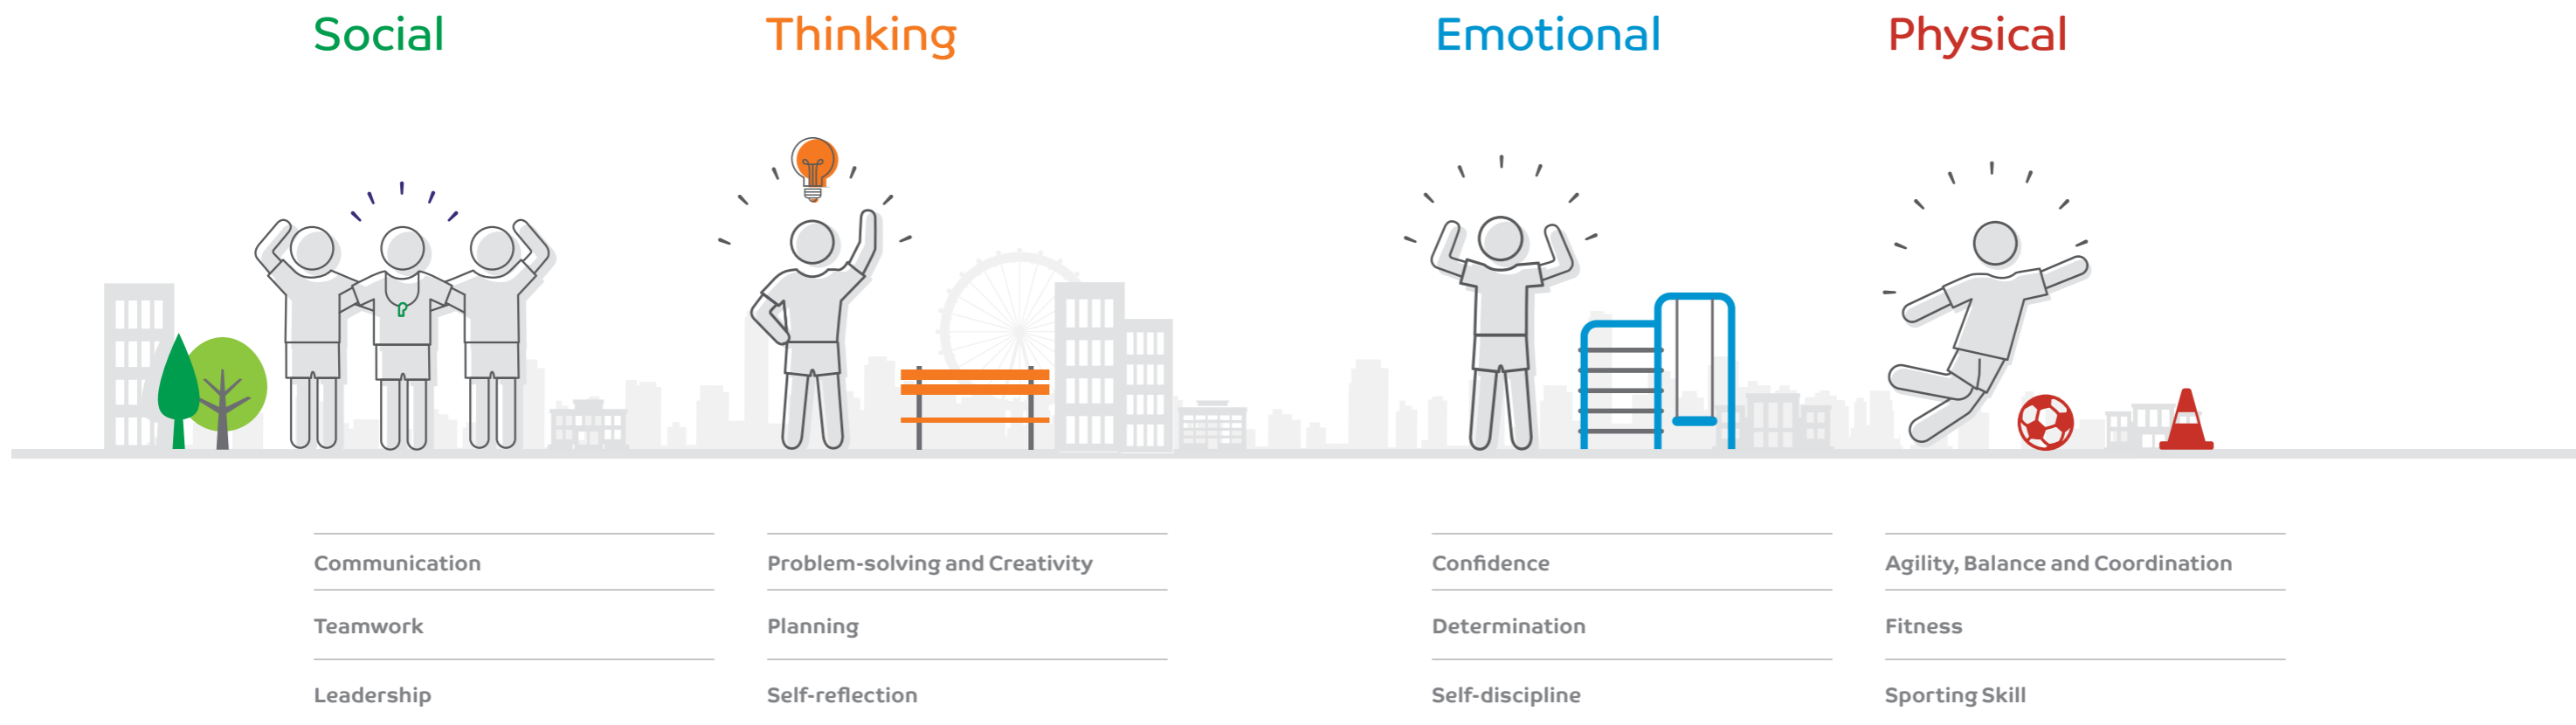 Social
Thinking
Emotional
Physical
Communication
Teamwork
Leadership
Problem-solving and Creativity
Planning
Self-reflection
Confidence
Determination
Self-discipline
Agility, Balance and Coordination
Fitness
Sporting Skill